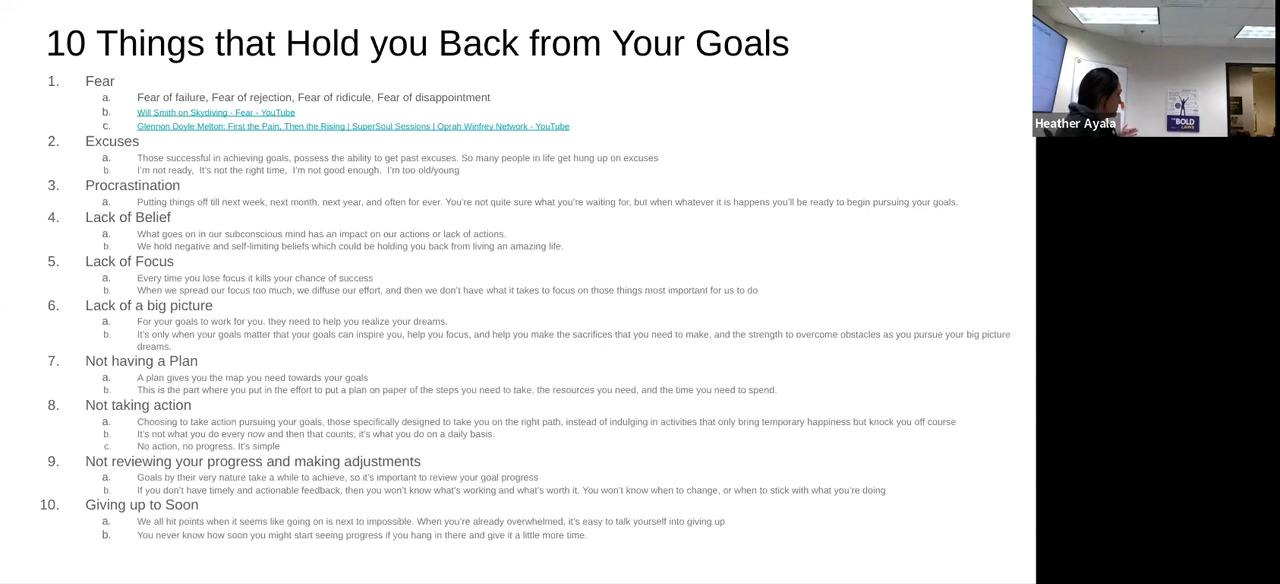 10 Things that Hold you Back from Your Goals
1. Fear
a. Fear of failure, Fear of rejection, Fear of ridicule, Fear of disappointment
b. Will Smith on Skydiving - Fear - YouTube
c. Glennon Doyle Melton: First the Pain, Then the Rising | SuperSoul Sessions | Oprah Winfrey Network - YouTube
2. Excuses
a. Those successful in achieving goals, possess the ability to get past excuses. So many people in life get hung up on excuses
b. I'm not ready, It's not the right time, I'm not good enough, I'm too old/young
3. Procrastination
a. Putting things off till next week, next month, next year, and often for ever. You're not quite sure what you're waiting for, but when whatever it is happens you'll be ready to begin pursuing your goals.
4. Lack of Belief
a. What goes on in our subconscious mind has an impact on our actions or lack of actions.
b. We hold negative and self-limiting beliefs which could be holding you back from living an amazing life.
5. Lack of Focus
a. Every time you lose focus it kills your chance of success
b. When we spread our focus too much, we diffuse our effort, and then we don't have what it takes to focus on those things most important for us to do
6. Lack of a big picture
a. For your goals to work for you. they need to help you realize your dreams.
b. It's only when your goals matter that your goals can inspire you, help you focus, and help you make the sacrifices that you need to make, and the strength to overcome obstacles as you pursue your big picture
dreams.
7. Not having a Plan
a. A plan gives you the map you need towards your goals
b. This is the part where you put in the effort to put a plan on paper of the steps you need to take, the resources you need, and the time you need to spend.
8. Not taking action
a. Choosing to take action pursuing your goals, those specifically designed to take you on the right path, instead of indulging in activities that only bring temporary happiness but knock you off course
b. It's not what you do every now and then that counts, it's what you do on a daily basis.
c. No action, no progress. It's simple
9. Not reviewing your progress and making adjustments
a. Goals by their very nature take a while to achieve, so it's important to review your goal progress
b. If you don't have timely and actionable feedback, then you won't know what's working and what's worth it. You won't know when to change, or when to stick with what you're doing
10. Giving up to Soon
a. We all hit points when it seems like going on is next to impossible. When you're already overwhelmed, it's easy to talk yourself into giving up
b. You never know how soon you might start seeing progress if you hang in there and give it a little more time.
Heather Ayala
BOLD
LAWS